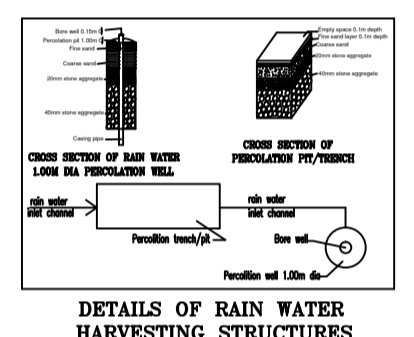 Bore well 0.15m
Percolation pit 1.00m
Fine sand
Coarse sand
20mm stone aggregate
40mm stone aggregate
Casing pipe
CROSS SECTION OF RAIN WATER
1.00M DIA PERCOLATION WELL
Empty space 0.1m depth
Fine sand layer 0.1m depth
Coarse sand
20mm stone aggregate
40mm stone aggregate
CROSS SECTION OF
PERCOLATION PIT/TRENCH
rain water
inlet channel
Percolition trench/pit
rain water
inlet channel
Bore well
Percolition well 1.00m dia
DETAILS OF RAIN WATER
HARVESTING STRUCTURES